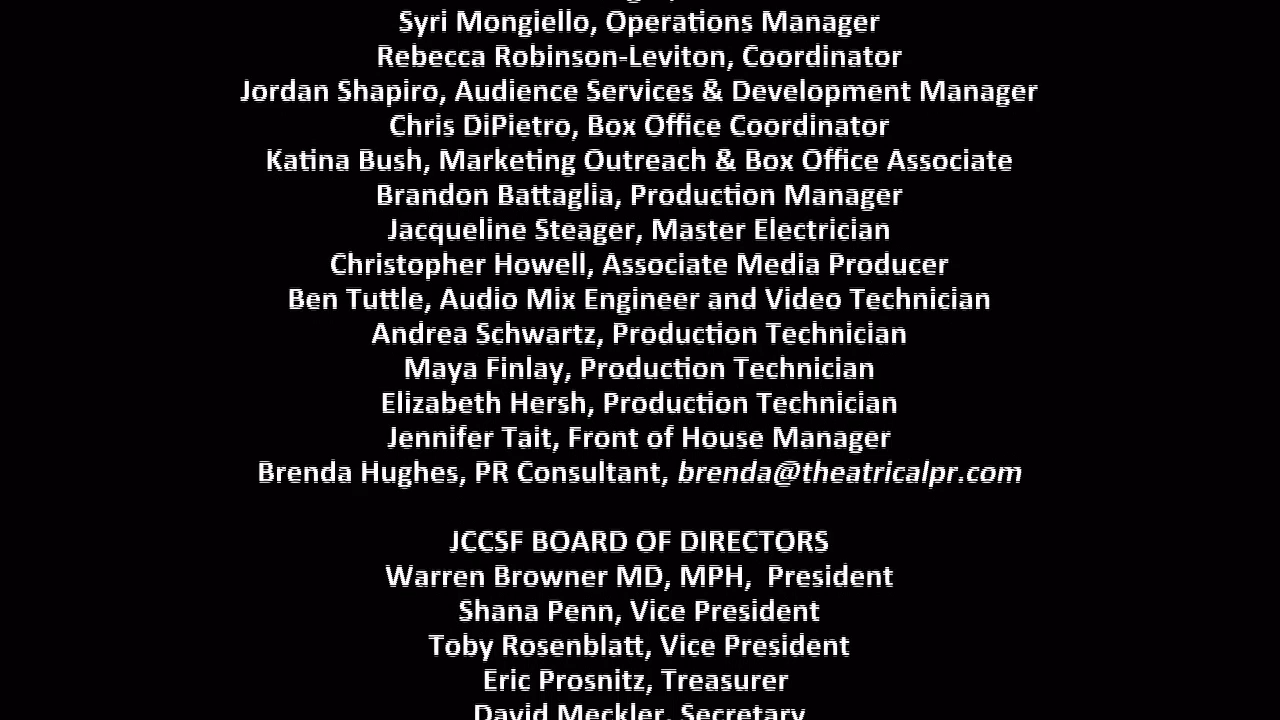 Syri Mongiello, Operations Manager
Rebecca Robinson-Leviton, Coordinator
Jordan Shapiro, Audience Services & Development Manager
Chris DiPietro, Box Office Coordinator
Katina Bush, Marketing Outreach & Box Office Associate
Brandon Battaglia, Production Manager
Jacqueline Steager, Master Electrician
Christopher Howell, Associate Media Producer
Ben Tuttle, Audio Mix Engineer and Video Technician
Andrea Schwartz, Production Technician
Maya Finlay, Production Technician
Elizabeth Hersh, Production Technician
Jennifer Tait, Front of House Manager
Brenda Hughes, PR Consultant, brenda@theatricalpr.com
JCCSF BOARD OF DIRECTORS
Warren Browner MD, MPH,  President
Shana Penn, Vice President
Toby Rosenblatt, Vice President
Eric Prosnitz, Treasurer
David Meckler, Secretary